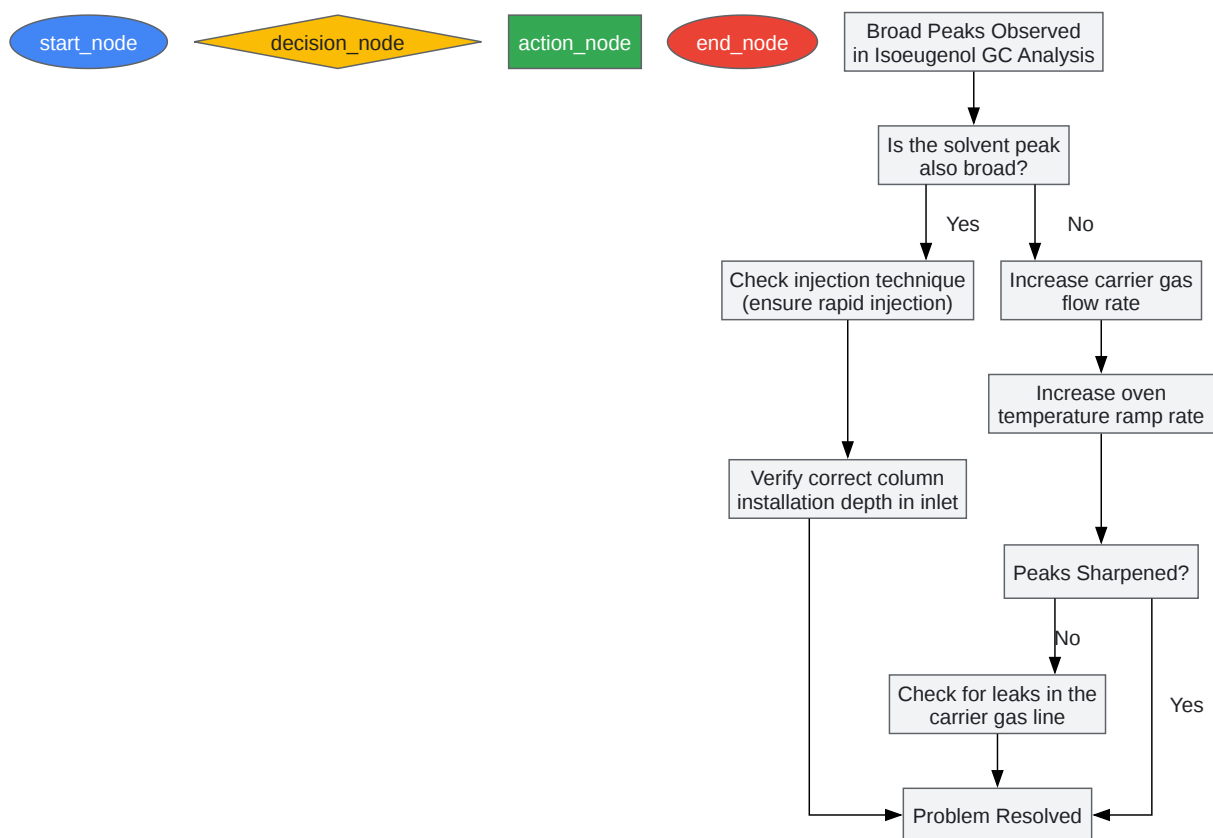 start_node
decision_node
action_node
end_node
Broad Peaks Observed
in Isoeugenol GC Analysis
Is the solvent peak
also broad?
Yes
No
Check injection technique
(ensure rapid injection)
Increase carrier gas
flow rate
Increase oven
temperature ramp rate
Verify correct column
installation depth in inlet
Peaks Sharpened?
No
Check for leaks in the
carrier gas line
Yes
Problem Resolved